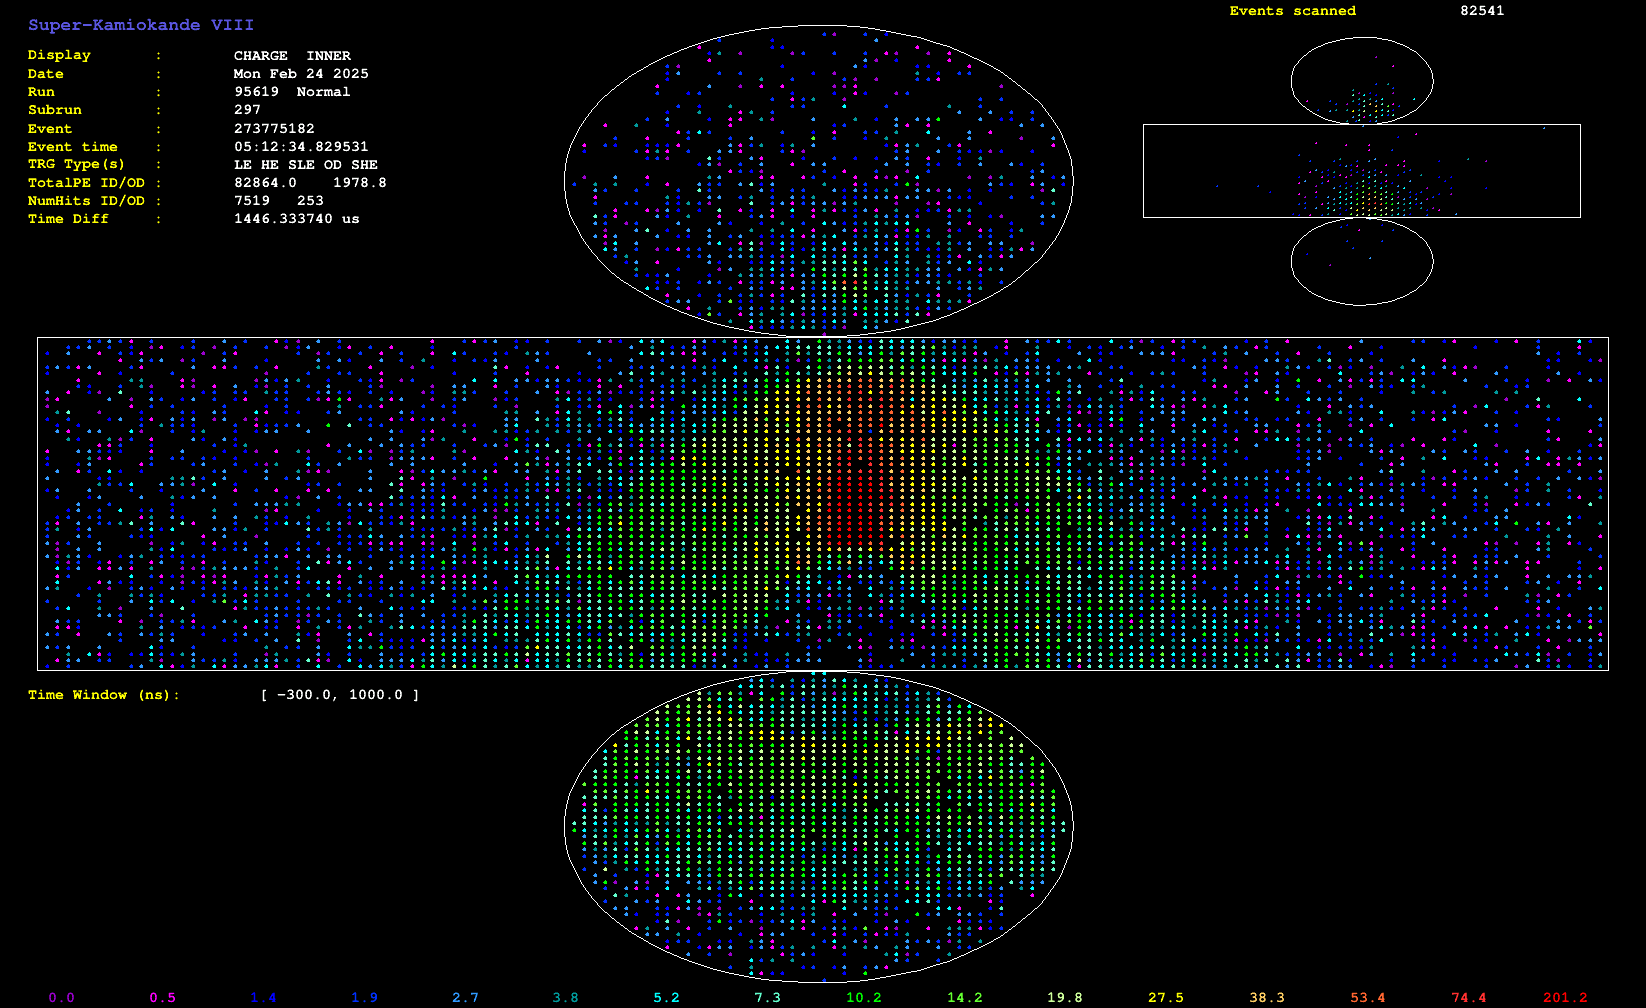 Super-Kamiokande VIII
Events scanned 82541
Display : CHARGE INNER
Date : Mon Feb 24 2025
Run : 95619 Normal
Subrun : 297
Event : 273775182
Event time : 05:12:34.829531
TRG Type(s) : LE HE SLE OD SHE
TotalPE ID/OD : 82864.0 1978.8
NumHits ID/OD : 7519 253
Time Diff : 1446.333740 us
Time Window (ns): [ -300.0, 1000.0 ]
0.0 0.5 1.4 1.9 2.7 3.8 5.2 7.3 10.2 14.2 19.8 27.5 38.3 53.4 74.4 201.2